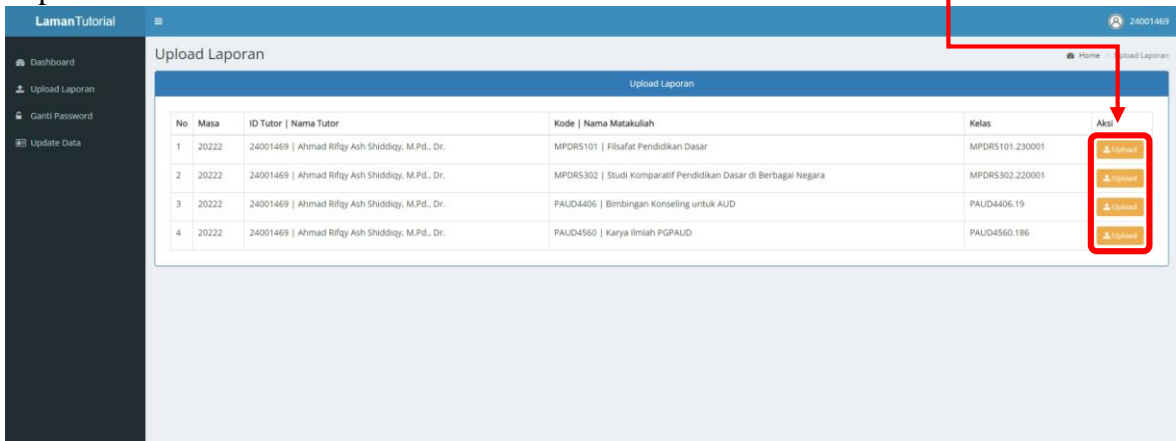 LamanTutorial
24001469
Dashboard
Upload Laporan
Ganti Password
Update Data
Upload Laporan
Home
Upload Laporan
Upload Laporan
No Masa ID Tutor | Nama Tutor Kode | Nama Matakuliah Kelas Aksi
1 20222 24001469 | Ahmad Rifqy Ash Shiddiqy, M.Pd., Dr. MPDR5101 | Filsafat Pendidikan Dasar MPDR5101.230001 Upload
2 20222 24001469 | Ahmad Rifqy Ash Shiddiqy, M.Pd., Dr. MPDR5302 | Studi Komparatif Pendidikan Dasar di Berbagai Negara MPDR5302.220001 Upload
3 20222 24001469 | Ahmad Rifqy Ash Shiddiqy, M.Pd., Dr. PAUD4406 | Bimbingan Konseling untuk AUD PAUD4406.19 Upload
4 20222 24001469 | Ahmad Rifqy Ash Shiddiqy, M.Pd., Dr. PAUD4560 | Karya Ilmiah PGPAUD PAUD4560.186 Upload